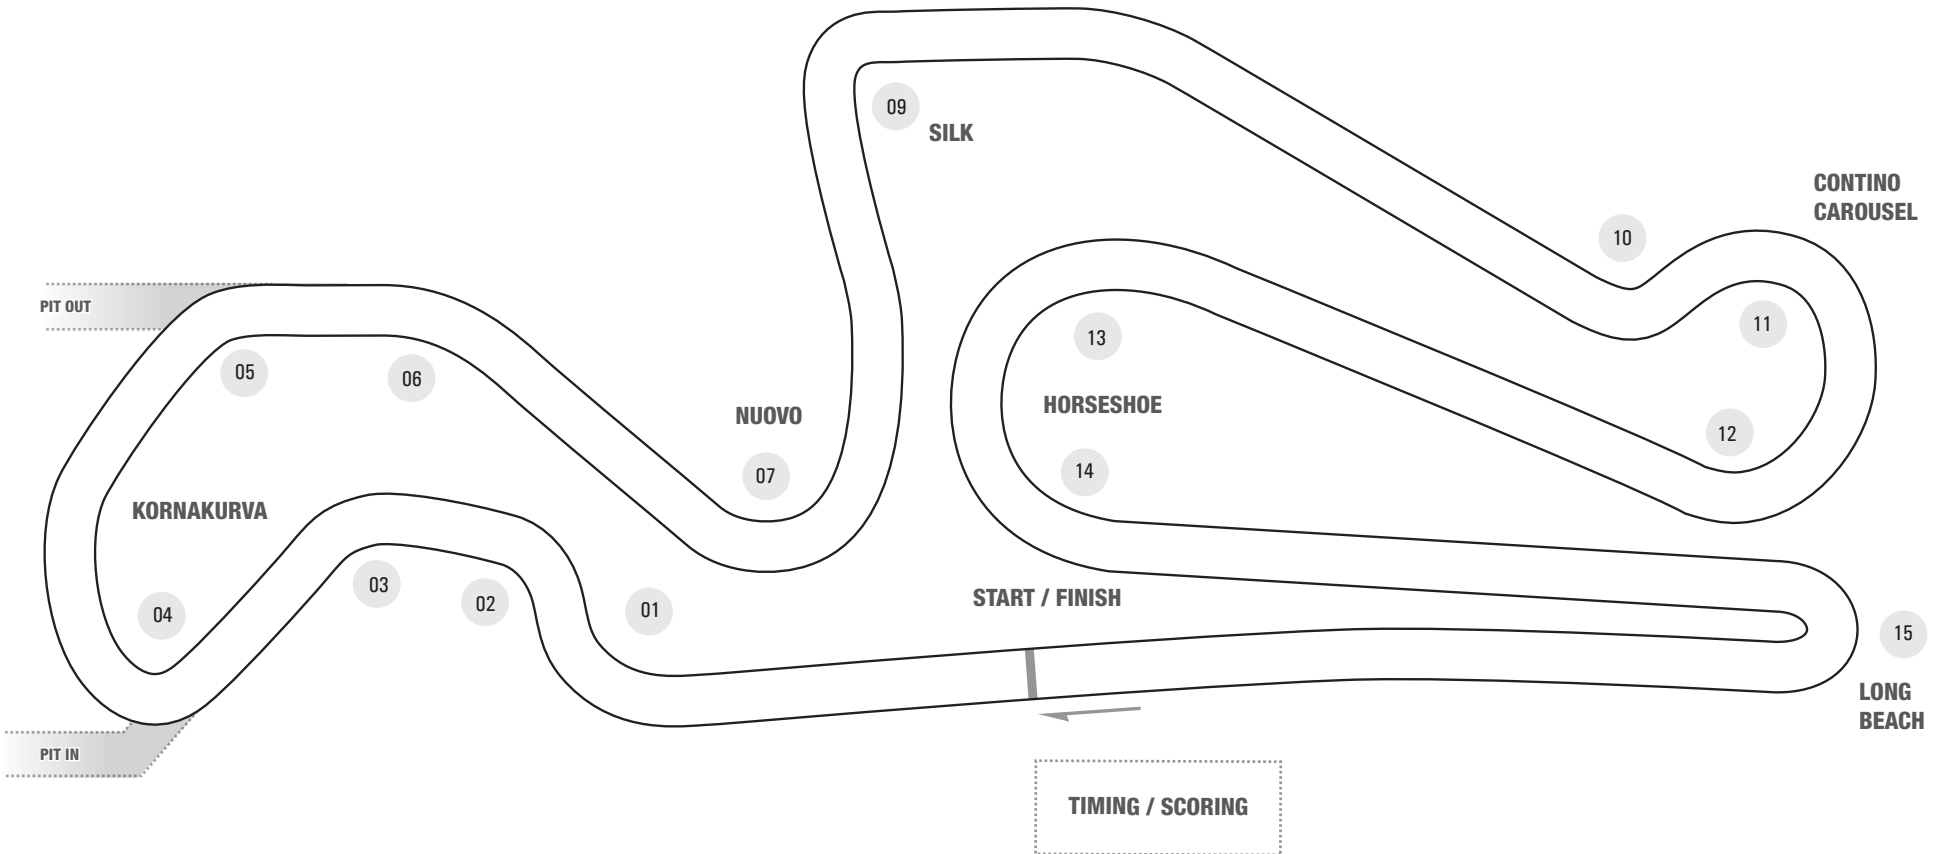 09
SILK
CONTINO
CAROUSEL
10
PIT OUT
11
13
05
06
HORSESHOE
NUOVO
12
14
07
KORNAKURVA
03
START / FINISH
02
01
04
15
LONG
BEACH
PIT IN
TIMING / SCORING